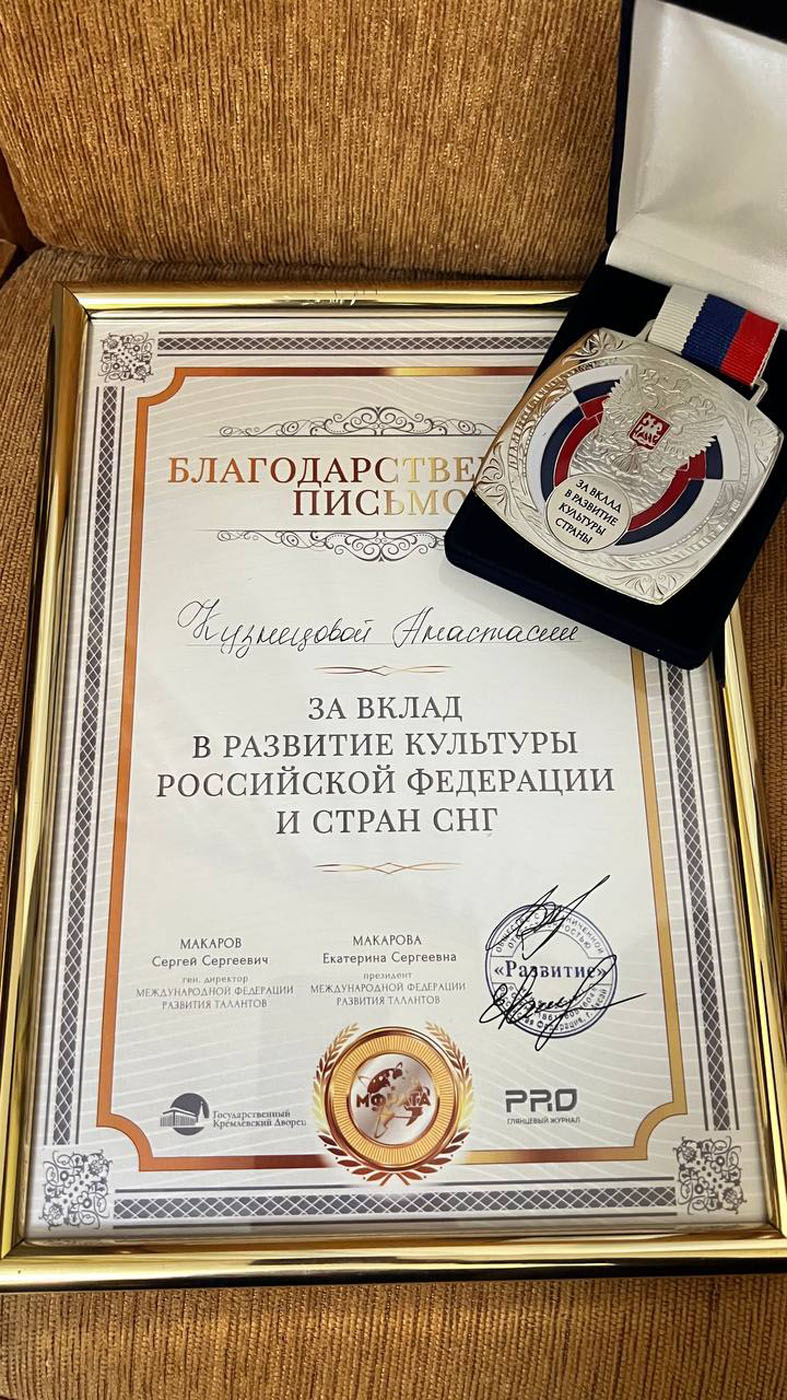 БЛАГОДАРСТВЕ
ПИСЬМО
Кузнецовой Анастасии
ЗА ВКЛАД
В РАЗВИТИЕ КУЛЬТУРЫ
РОССИЙСКОЙ ФЕДЕРАЦИИ
И СТРАН СНГ
ЗА ВКЛАД
В РАЗВИТИЕ
КУЛЬТУРЫ
СТРАНЫ
МАКАРОВ
Сергей Сергеевич
ген. директор
МЕЖДУНАРОДНОЙ ФЕДЕРАЦИИ
РАЗВИТИЯ ТАЛАНТОВ
МАКАРОВА
Екатерина Сергеевна
президент
МЕЖДУНАРОДНОЙ ФЕДЕРАЦИИ
РАЗВИТИЯ ТАЛАНТОВ
«Развитие»
Государственный
Кремлёвский Дворец
PRO
ГЛЯНЦЕВЫЙ ЖУРНАЛ